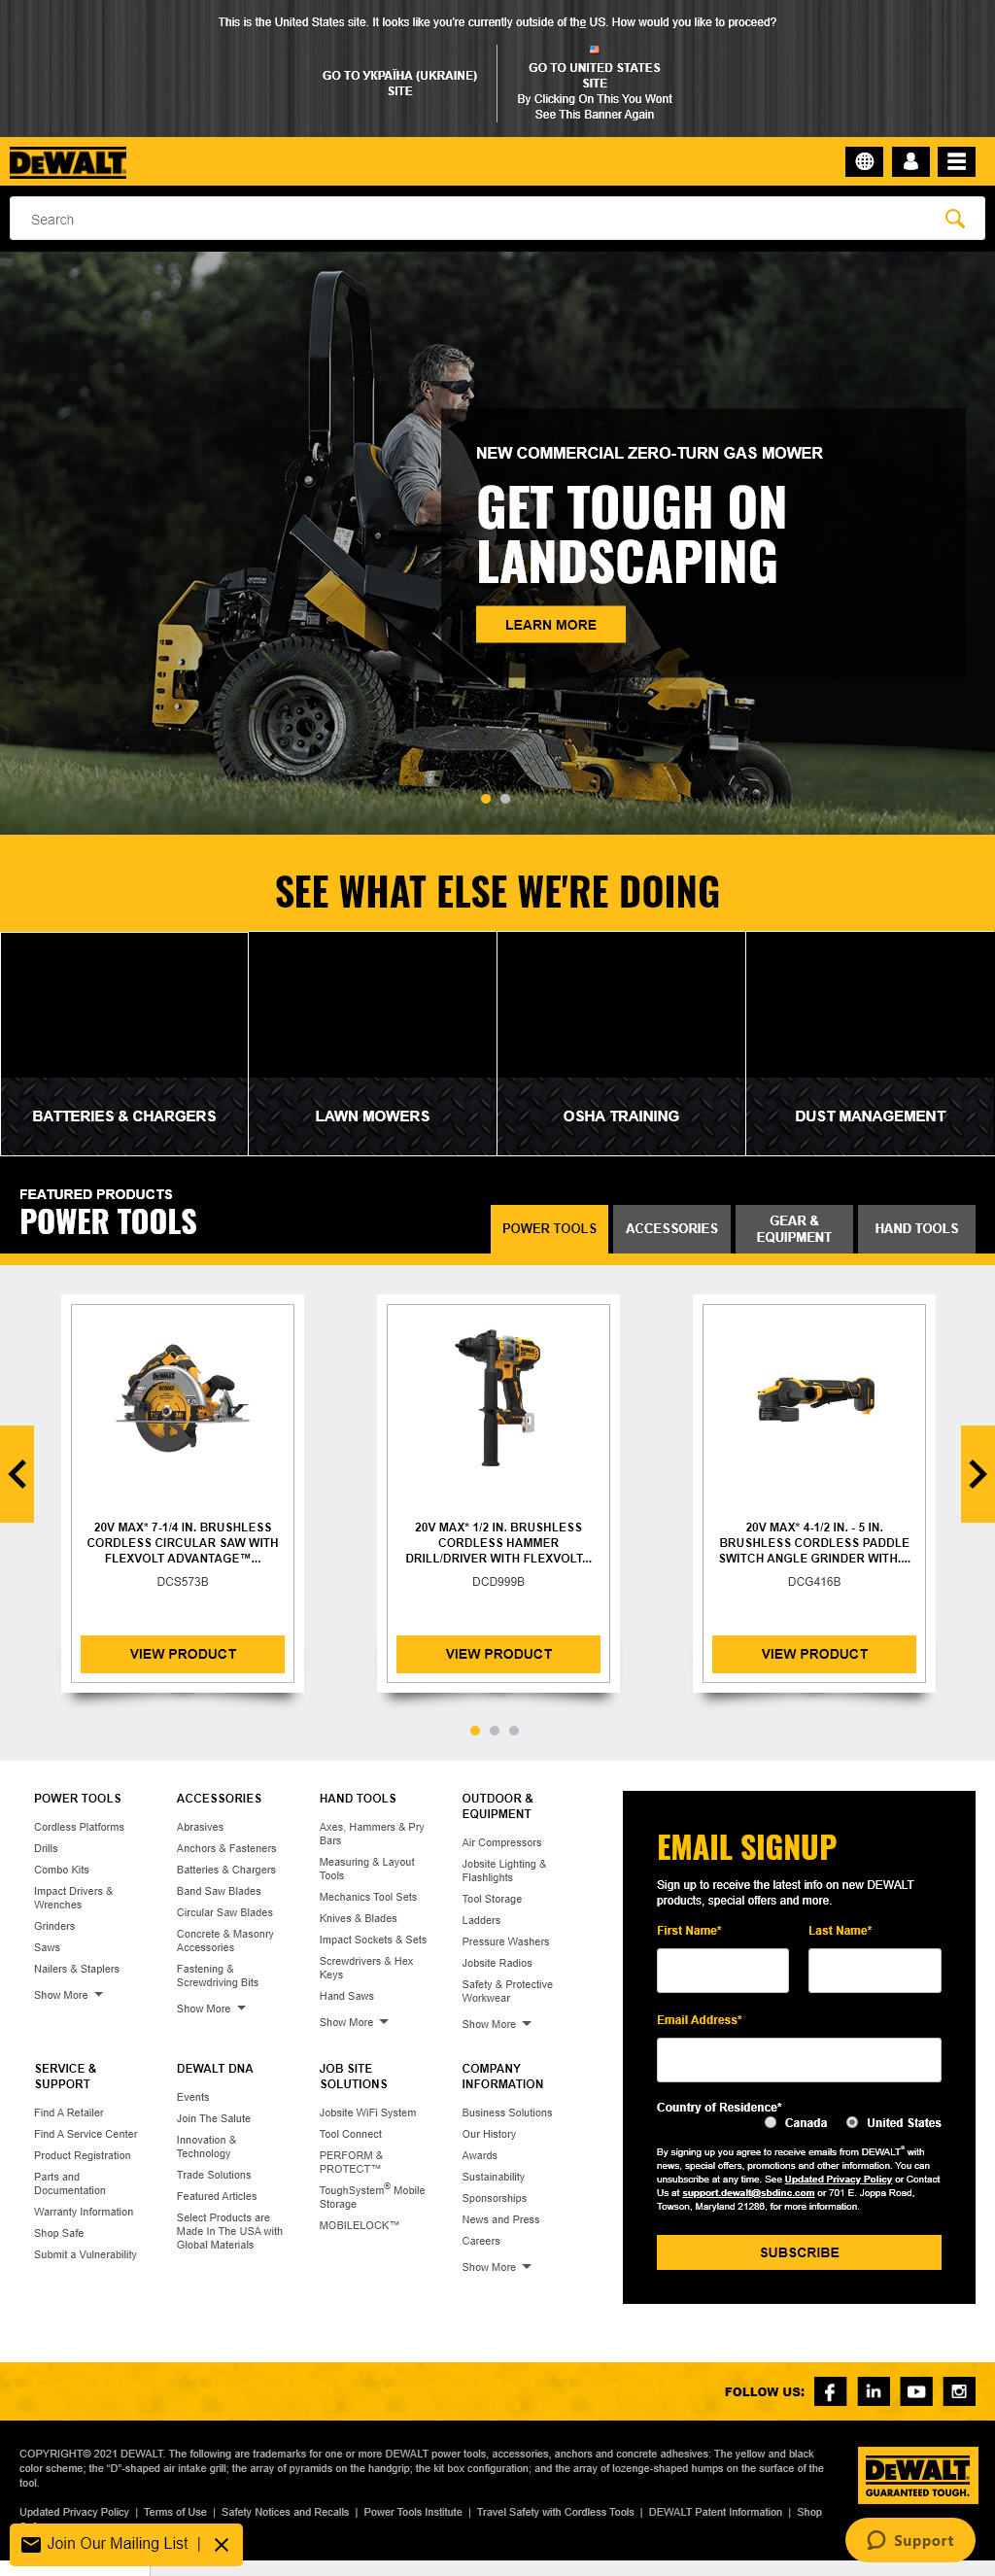 This is the United States site. It looks like you're currently outside of the US. How would you like to proceed?
GO TO УКРАЇНА (UKRAINE)
SITE
GO TO UNITED STATES
SITE
By Clicking On This You Wont
See This Banner Again
DEWALT
Search
NEW COMMERCIAL ZERO-TURN GAS MOWER
GET TOUGH ON
LANDSCAPING
LEARN MORE
SEE WHAT ELSE WE'RE DOING
BATTERIES & CHARGERS
LAWN MOWERS
OSHA TRAINING
DUST MANAGEMENT
FEATURED PRODUCTS
POWER TOOLS
POWER TOOLS
ACCESSORIES
GEAR &
EQUIPMENT
HAND TOOLS
20V MAX* 7-1/4 IN. BRUSHLESS
CORDLESS CIRCULAR SAW WITH
FLEXVOLT ADVANTAGE™...
DCS573B
VIEW PRODUCT
20V MAX* 1/2 IN. BRUSHLESS
CORDLESS HAMMER
DRILL/DRIVER WITH FLEXVOLT...
DCD999B
VIEW PRODUCT
20V MAX* 4-1/2 IN. - 5 IN.
BRUSHLESS CORDLESS PADDLE
SWITCH ANGLE GRINDER WITH....
DCG416B
VIEW PRODUCT
POWER TOOLS
Cordless Platforms
Drills
Combo Kits
Impact Drivers &
Wrenches
Grinders
Saws
Nailers & Staplers
Show More
ACCESSORIES
Abrasives
Anchors & Fasteners
Batteries & Chargers
Band Saw Blades
Circular Saw Blades
Concrete & Masonry
Accessories
Fastening &
Screwdriving Bits
Show More
HAND TOOLS
Axes, Hammers & Pry
Bars
Measuring & Layout
Tools
Mechanics Tool Sets
Knives & Blades
Impact Sockets & Sets
Screwdrivers & Hex
Keys
Hand Saws
Show More
OUTDOOR &
EQUIPMENT
Air Compressors
Jobsite Lighting &
Flashlights
Tool Storage
Ladders
Pressure Washers
Jobsite Radios
Safety & Protective
Workwear
Show More
SERVICE &
SUPPORT
Find A Retailer
Find A Service Center
Product Registration
Parts and
Documentation
Warranty Information
Shop Safe
Submit a Vulnerability
DEWALT DNA
Events
Join The Salute
Innovation &
Technology
Trade Solutions
Featured Articles
Select Products are
Made In The USA with
Global Materials
JOB SITE
SOLUTIONS
Jobsite WiFi System
Tool Connect
PERFORM &
PROTECT™
ToughSystem® Mobile
Storage
MOBILELOCK™
COMPANY
INFORMATION
Business Solutions
Our History
Awards
Sustainability
Sponsorships
News and Press
Careers
Show More
EMAIL SIGNUP
Sign up to receive the latest info on new DEWALT
products, special offers and more.
First Name*
Last Name*
Email Address*
Country of Residence*
Canada
United States
By signing up you agree to receive emails from DEWALT® with
news, special offers, promotions and other information. You can
unsubscribe at any time. See Updated Privacy Policy or Contact
Us at support.dewalt@sbdinc.com or 701 E. Joppa Road,
Towson, Maryland 21286, for more information.
SUBSCRIBE
FOLLOW US:
COPYRIGHT© 2021 DEWALT. The following are trademarks for one or more DEWALT power tools, accessories, anchors and concrete adhesives: The yellow and black
color scheme; the "D"-shaped air intake grill; the array of pyramids on the handgrip; the kit box configuration; and the array of lozenge-shaped humps on the surface of the
tool.
DEWALT
GUARANTEED TOUGH.
Updated Privacy Policy | Terms of Use | Safety Notices and Recalls | Power Tools Institute | Travel Safety with Cordless Tools | DEWALT Patent Information | Shop
Join Our Mailing List |
Support